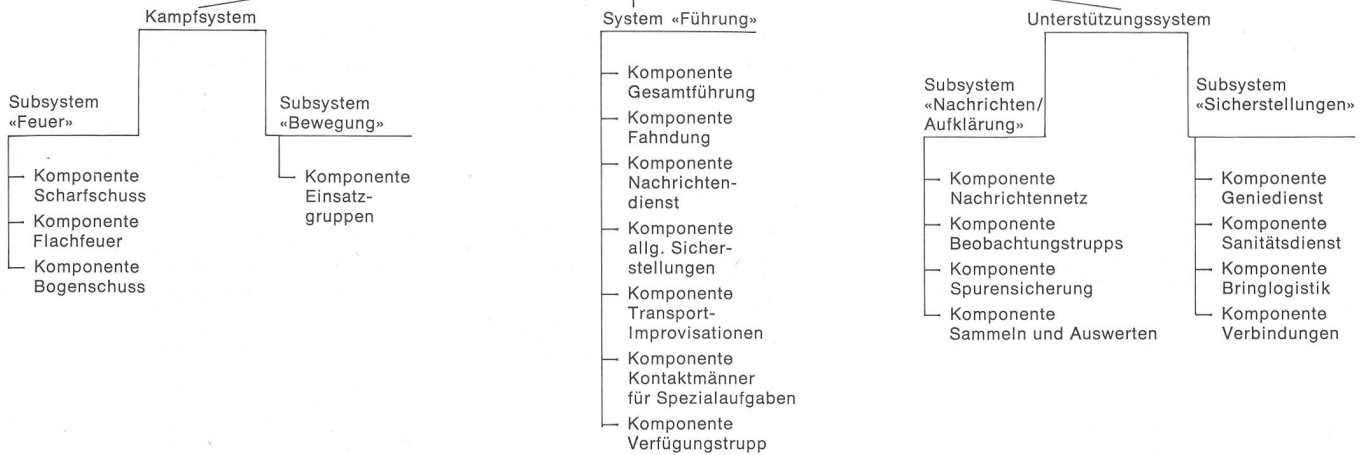 Kampfsystem
Subsystem
«Feuer»
Komponente
Scharfschuss
Komponente
Flachfeuer
Komponente
Bogenschuss
Subsystem
«Bewegung»
Komponente
Einsatz-
gruppen
System «Führung»
Komponente
Gesamtführung
Komponente
Fahndung
Komponente
Nachrichten-
dienst
Komponente
allg. Sicher-
stellungen
Komponente
Transport-
Improvisationen
Komponente
Kontaktmänner
für Spezialaufgaben
Komponente
Verfügungstrupp
Unterstützungssystem
Subsystem
«Nachrichten/
Aufklärung»
Komponente
Nachrichtennetz
Komponente
Beobachtungstrupps
Komponente
Spurensicherung
Komponente
Sammeln und Auswerten
Subsystem
«Sicherstellungen»
Komponente
Geniedienst
Komponente
Sanitätsdienst
Komponente
Bringlogistik
Komponente
Verbindungen